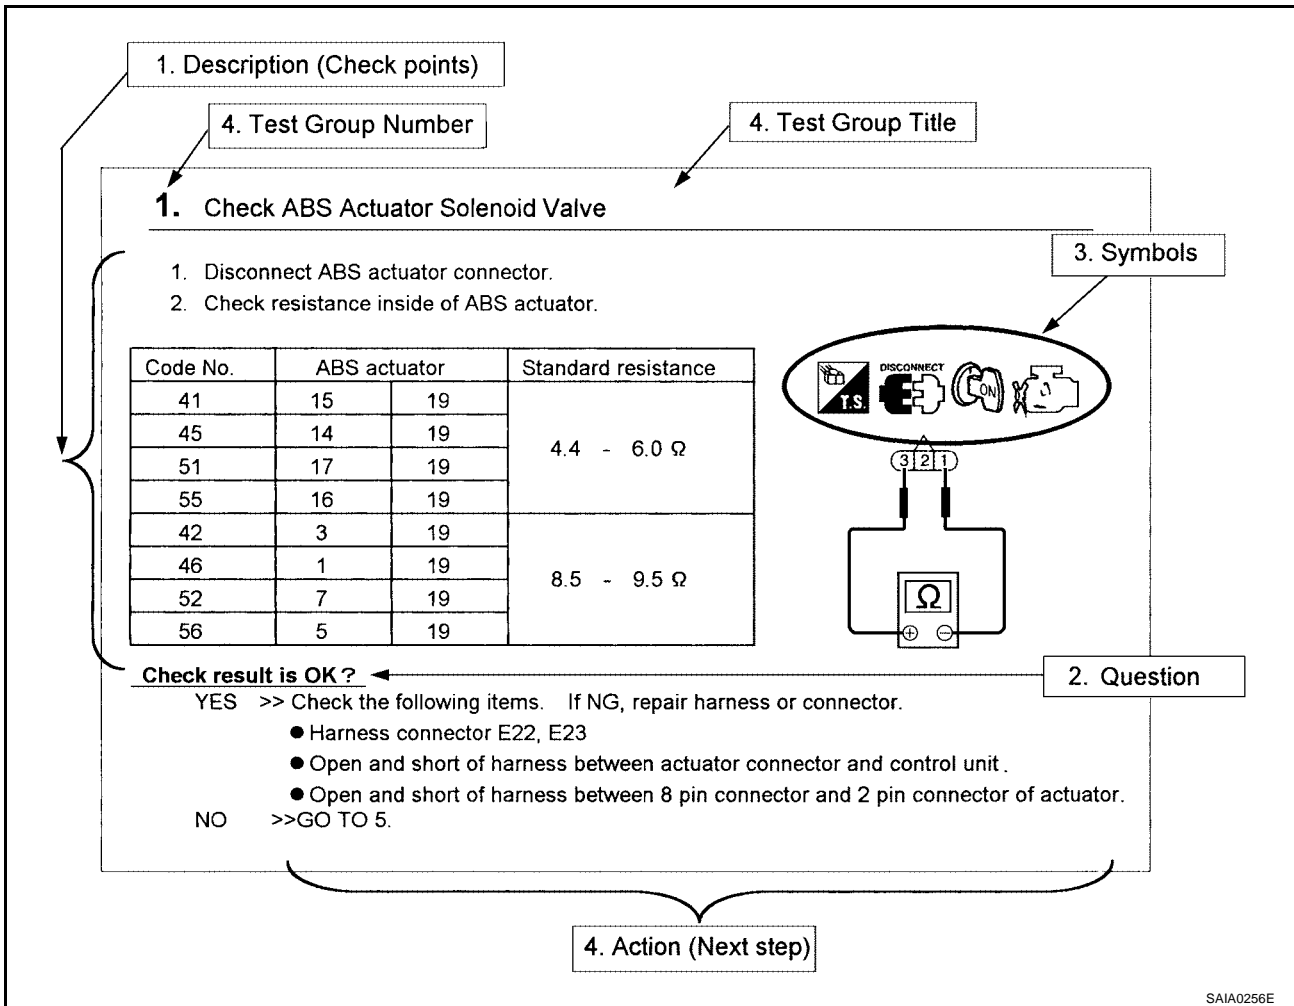 1. Description (Check points)
4. Test Group Number
4. Test Group Title
1. Check ABS Actuator Solenoid Valve
3. Symbols
1. Disconnect ABS actuator connector.
2. Check resistance inside of ABS actuator.
Code No. ABS actuator Standard resistance
41 15 19
45 14 19
51 17 19
55 16 19
4.4 - 6.0 Ω
42 3 19
46 1 19
52 7 19
56 5 19
8.5 - 9.5 Ω
DISCONNECT
T.S.
ON
3 2 1
Ω
+ −
Check result is OK?
2. Question
YES >> Check the following items. If NG, repair harness or connector.
● Harness connector E22, E23
● Open and short of harness between actuator connector and control unit.
● Open and short of harness between 8 pin connector and 2 pin connector of actuator.
NO >>GO TO 5.
4. Action (Next step)
SAIA0256E